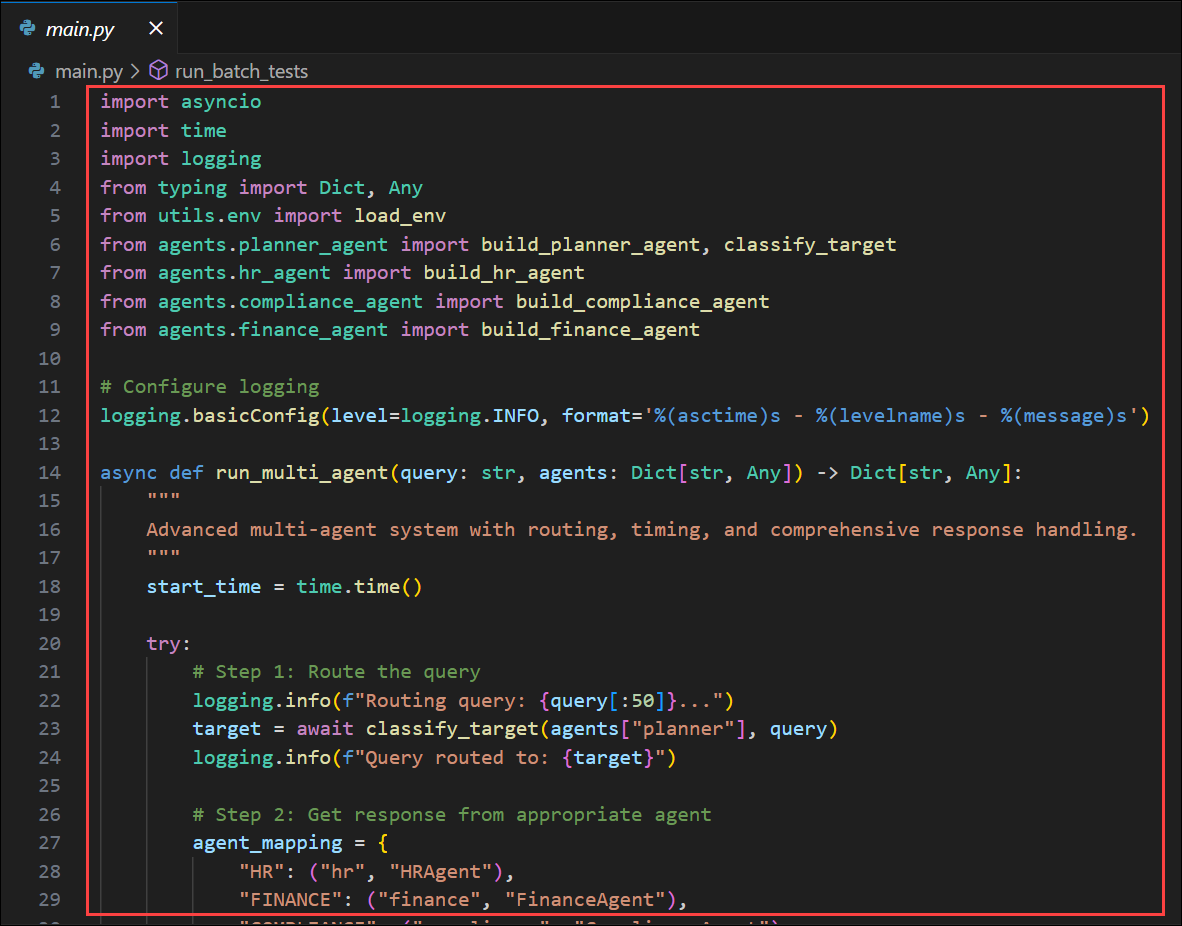 main.py
main.py > run_batch_tests
1 import asyncio
2 import time
3 import logging
4 from typing import Dict, Any
5 from utils.env import load_env
6 from agents.planner_agent import build_planner_agent, classify_target
7 from agents.hr_agent import build_hr_agent
8 from agents.compliance_agent import build_compliance_agent
9 from agents.finance_agent import build_finance_agent
10
11 # Configure logging
12 logging.basicConfig(level=logging.INFO, format='%(asctime)s - %(levelname)s - %(message)s')
13
14 async def run_multi_agent(query: str, agents: Dict[str, Any]) -> Dict[str, Any]:
15     """
16     Advanced multi-agent system with routing, timing, and comprehensive response handling.
17     """
18     start_time = time.time()
19
20     try:
21         # Step 1: Route the query
22         logging.info(f"Routing query: {query[:50]}...")
23         target = await classify_target(agents["planner"], query)
24         logging.info(f"Query routed to: {target}")
25
26         # Step 2: Get response from appropriate agent
27         agent_mapping = {
28             "HR": ("hr", "HRAgent"),
29             "FINANCE": ("finance", "FinanceAgent"),